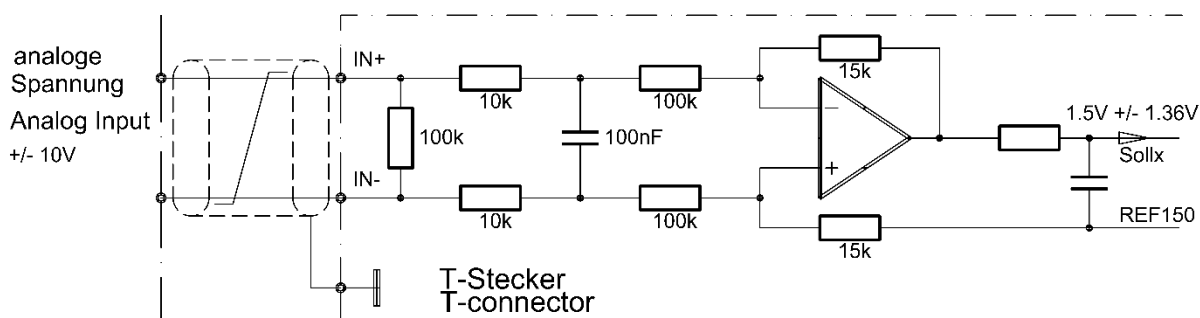 analoge
Spannung
Analog Input
+/- 10V
IN+
10k
100k
15k
100k
100nF
−
+
1.5V +/- 1.36V
Sollx
IN-
10k
100k
15k
REF150
T-Stecker
T-connector